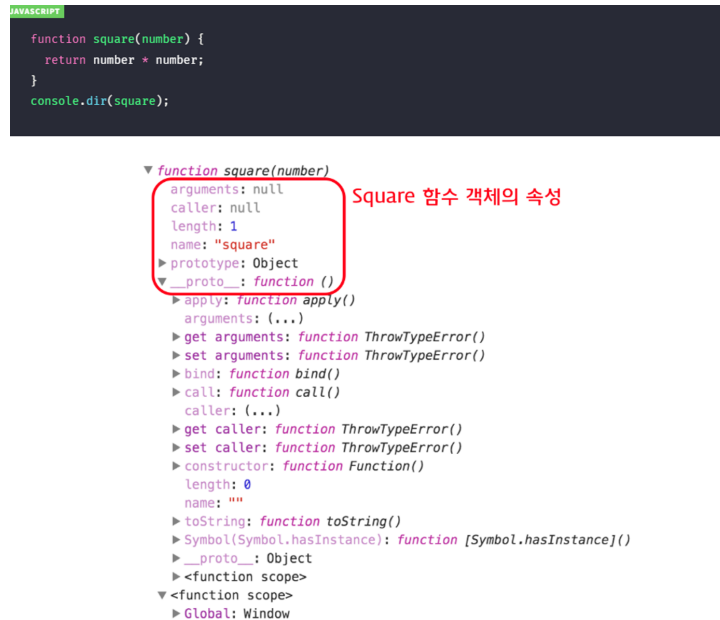 JAVASCRIPT
function square(number) {
return number * number;
}
console.dir(square);
▼ function square(number)
arguments: null
Square 함수 객체의 속성
caller: null
length: 1
name: "square"
▶ prototype: Object
▼ __proto__: function ()
▶ apply: function apply()
arguments: (...)
▶ get arguments: function ThrowTypeError()
▶ set arguments: function ThrowTypeError()
▶ bind: function bind()
▶ call: function call()
caller: (...)
▶ get caller: function ThrowTypeError()
▶ set caller: function ThrowTypeError()
▶ constructor: function Function()
length: 0
name: ""
▶ toString: function toString()
▶ Symbol(Symbol.hasInstance): function [Symbol.hasInstance]()
▶ __proto__: Object
▶ <function scope>
▼ <function scope>
▶ Global: Window